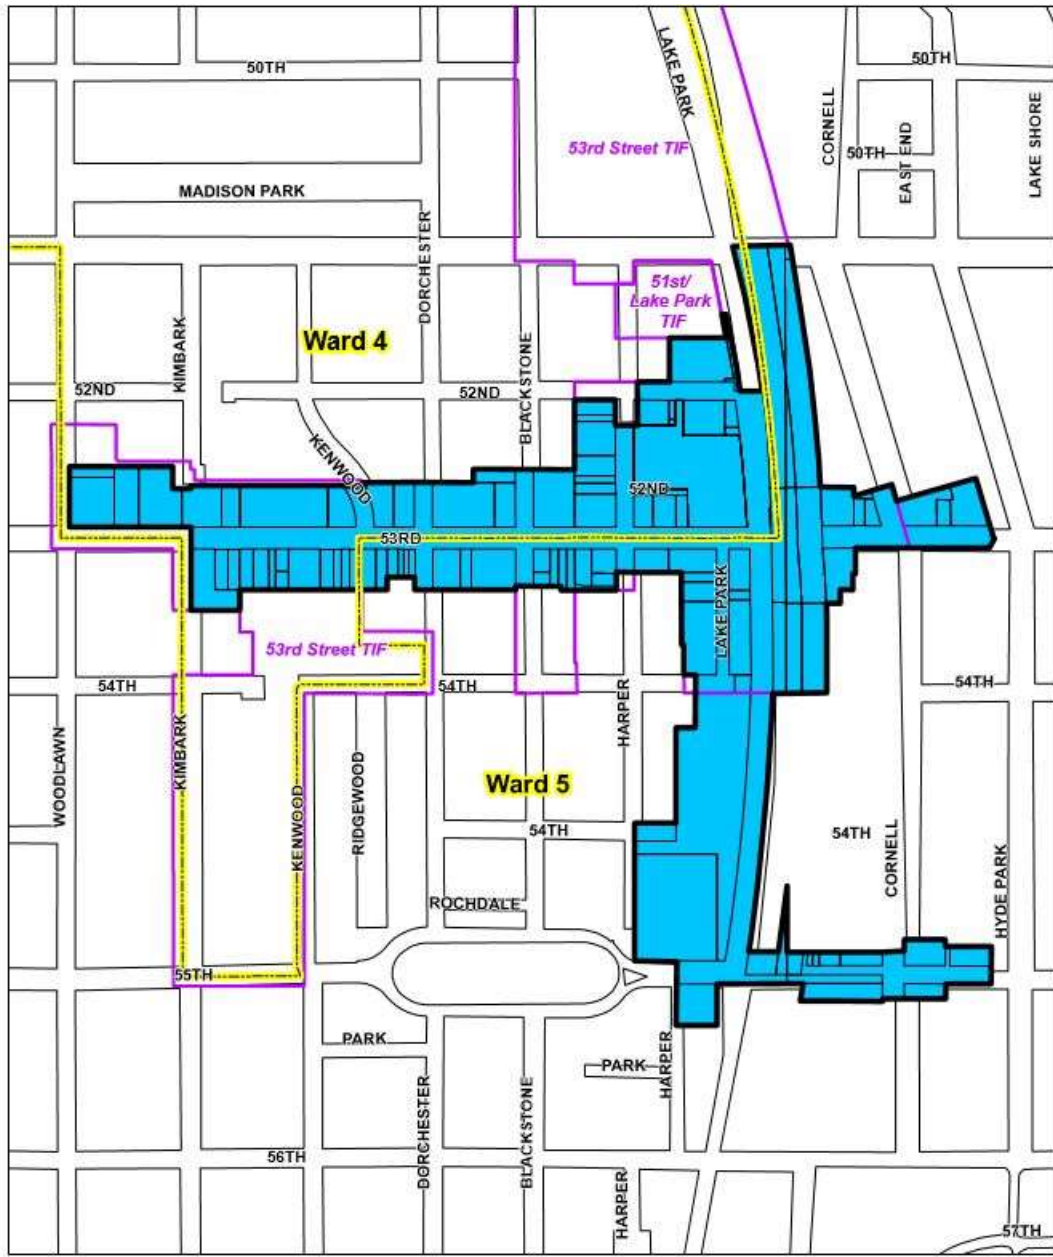 50TH
LAKE PARK
50TH
CORNELL
LAKE SHORE
53rd Street TIF
50TH
EAST END
MADISON PARK
DORCHESTER
51st/
Lake Park
TIF
Ward 4
KIMBARK
BLACKSTONE
52ND
52ND
KENWOOD
52ND
53RD
LAKE PARK
53rd Street TIF
54TH
54TH
54TH
HARPER
WOODLAWN
KIMBARK
Ward 5
RIDGEWOOD
KENWOOD
54TH
54TH
CORNELL
HYDE PARK
ROCHDALE
55TH
PARK
HARPER
PARK
DORCHESTER
BLACKSTONE
56TH
HARPER
57TH